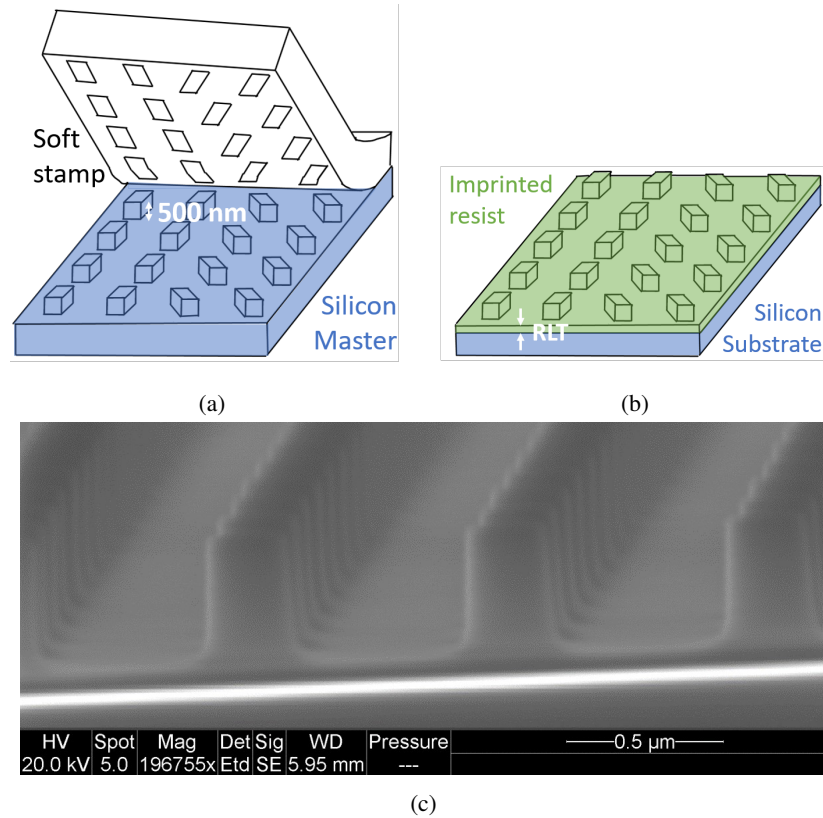 Soft
stamp
500 nm
Silicon
Master
(a)
Imprinted
resist
RLT
Silicon
Substrate
(b)
HV Spot Mag Det Sig WD Pressure
20.0 kV 5.0 196755x Etd SE 5.95 mm ---
0.5 µm
(c)